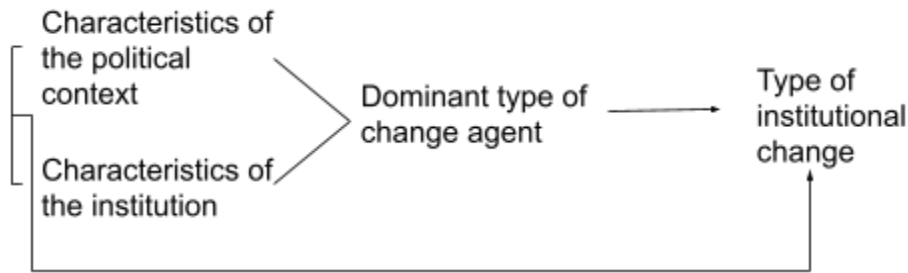 Characteristics of
the political
context
Dominant type of
change agent
Type of
institutional
change
Characteristics of
the institution